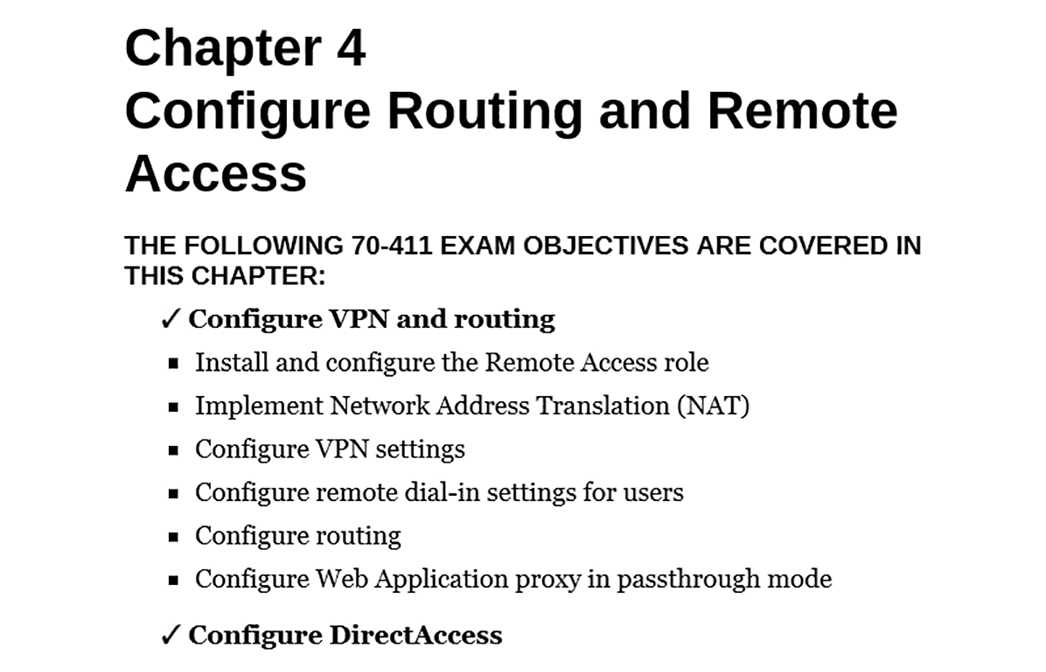 Chapter 4
Configure Routing and Remote
Access
THE FOLLOWING 70-411 EXAM OBJECTIVES ARE COVERED IN
THIS CHAPTER:
✓ Configure VPN and routing
▪ Install and configure the Remote Access role
▪ Implement Network Address Translation (NAT)
▪ Configure VPN settings
▪ Configure remote dial-in settings for users
▪ Configure routing
▪ Configure Web Application proxy in passthrough mode
✓ Configure DirectAccess